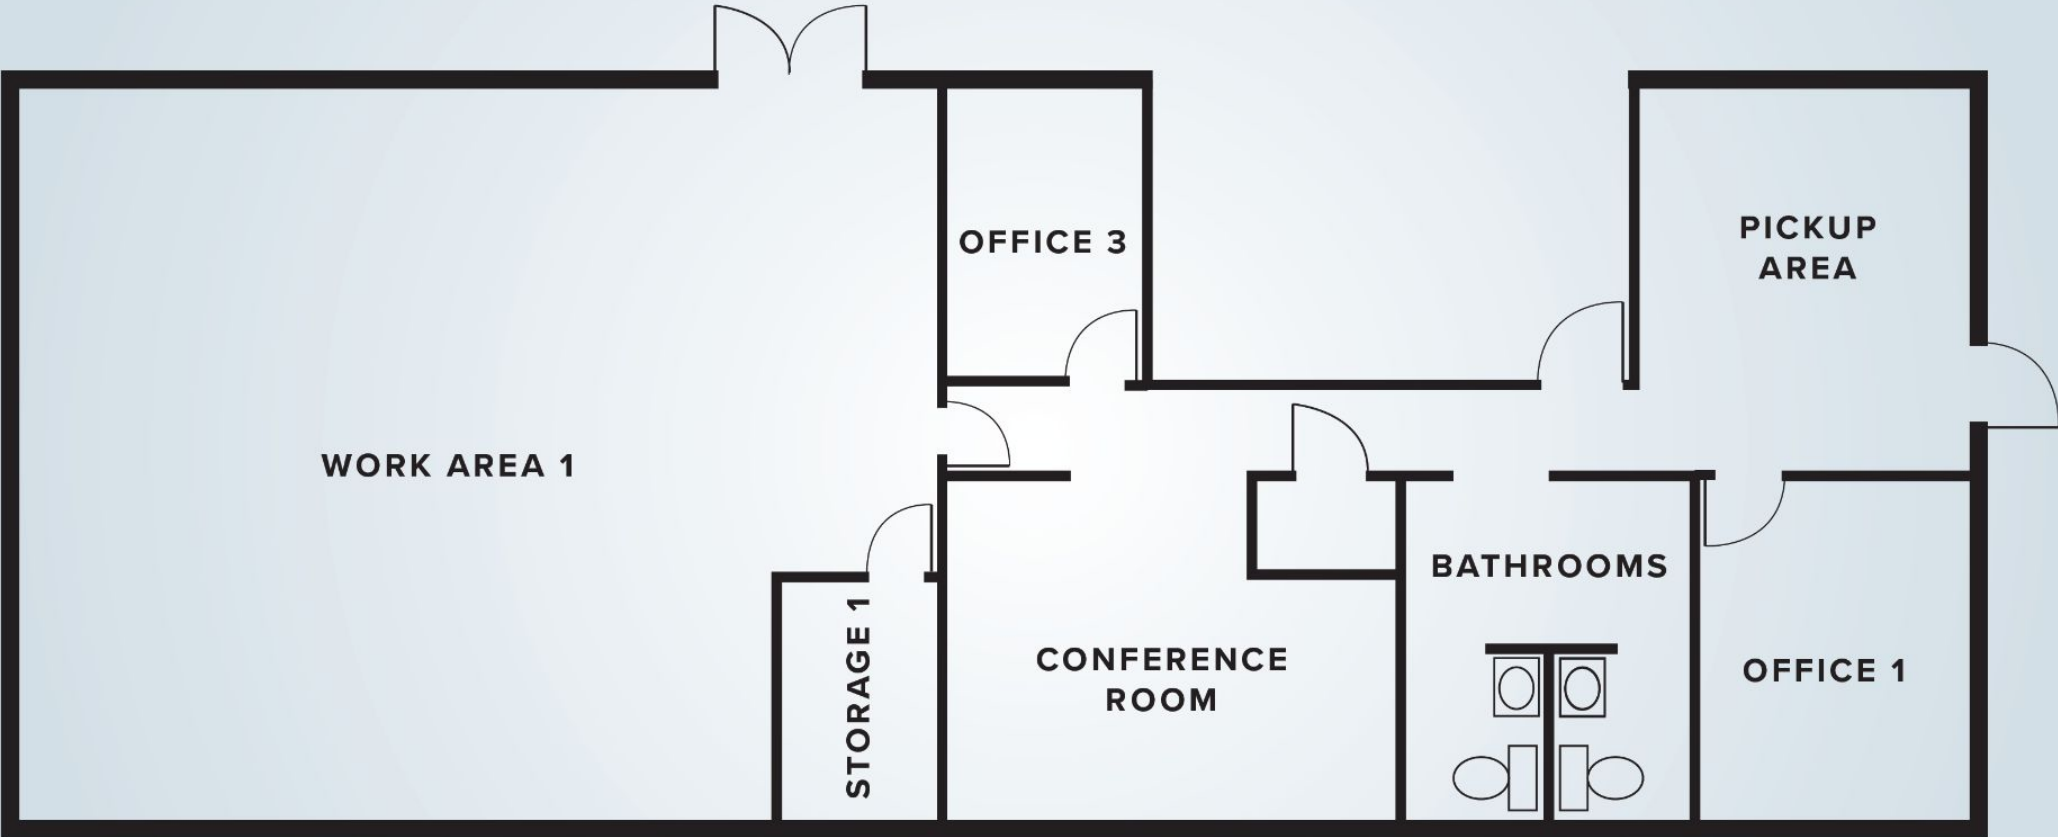 OFFICE 3
PICKUP
AREA
WORK AREA 1
BATHROOMS
STORAGE 1
CONFERENCE
ROOM
OFFICE 1